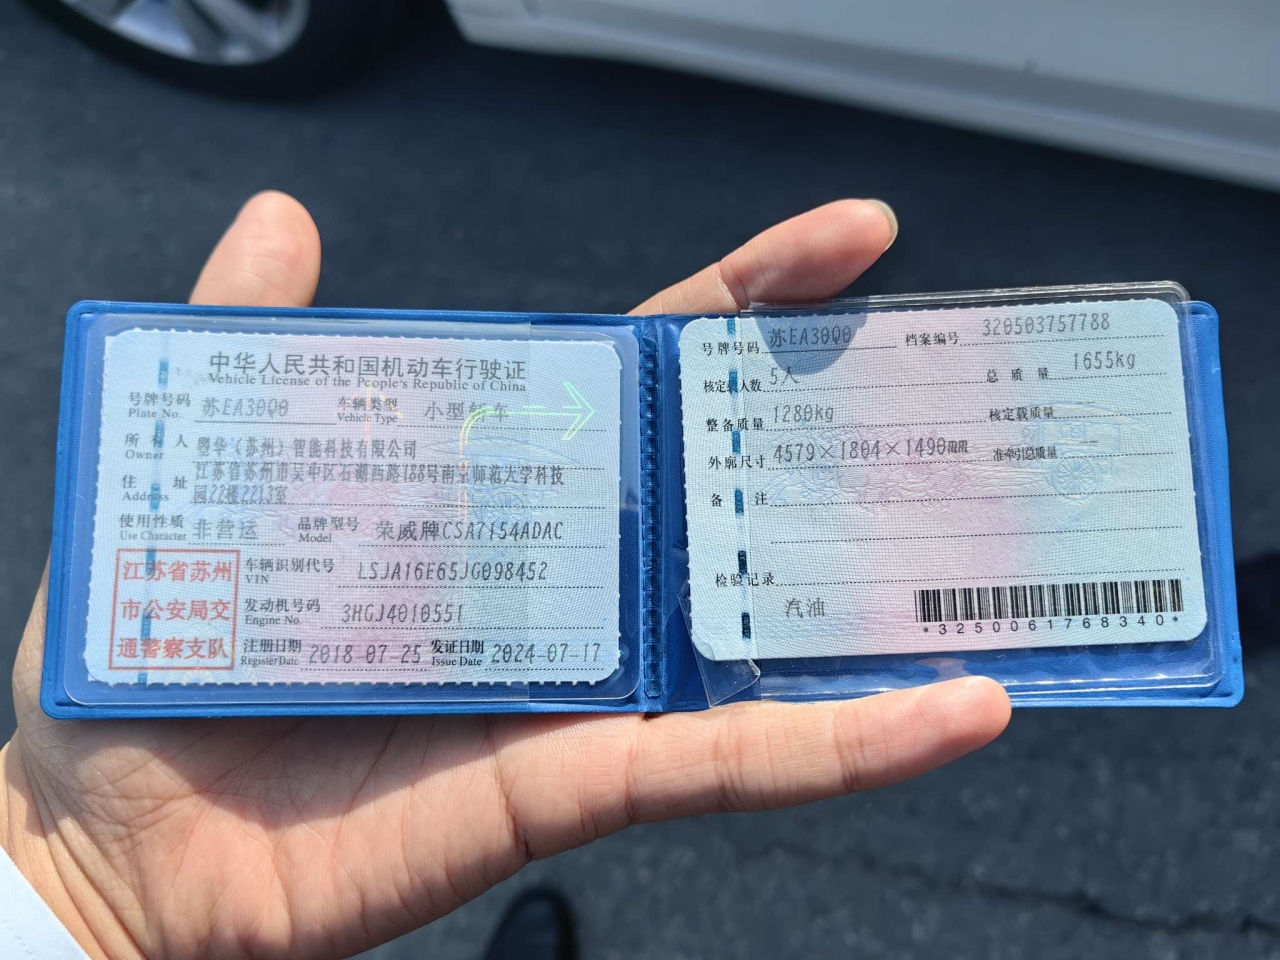 中华人民共和国机动车行驶证
Vehicle License of the People's Republic of China
号牌号码 苏EA30Q0 车辆类型 小型轿车
Plate No. Vehicle Type
所有人 (苏州)智能科技有限公司
Owner
住址 江苏省苏州市吴中区石湖西路188号南京师范大学科技
Address 园22楼2213室
使用性质 非营运 品牌型号 荣威牌CSA7154ADAC
Use Character Model
江苏省苏州
市公安局交
通警察支队
车辆识别代号 LSJA16E65JG098452
VIN
发动机号码 3HGJ4010551
Engine No.
注册日期 2018-07-25 发证日期 2024-07-17
Register Date Issue Date
号牌号码 苏EA30Q0 档案编号 320503757788
核定载人数 5人 总质量 1655kg
整备质量 1280kg 核定载质量 —
外廓尺寸 4579×1804×1490mm 准牵引总质量 —
备注
检验记录
汽油
*3250061768340*